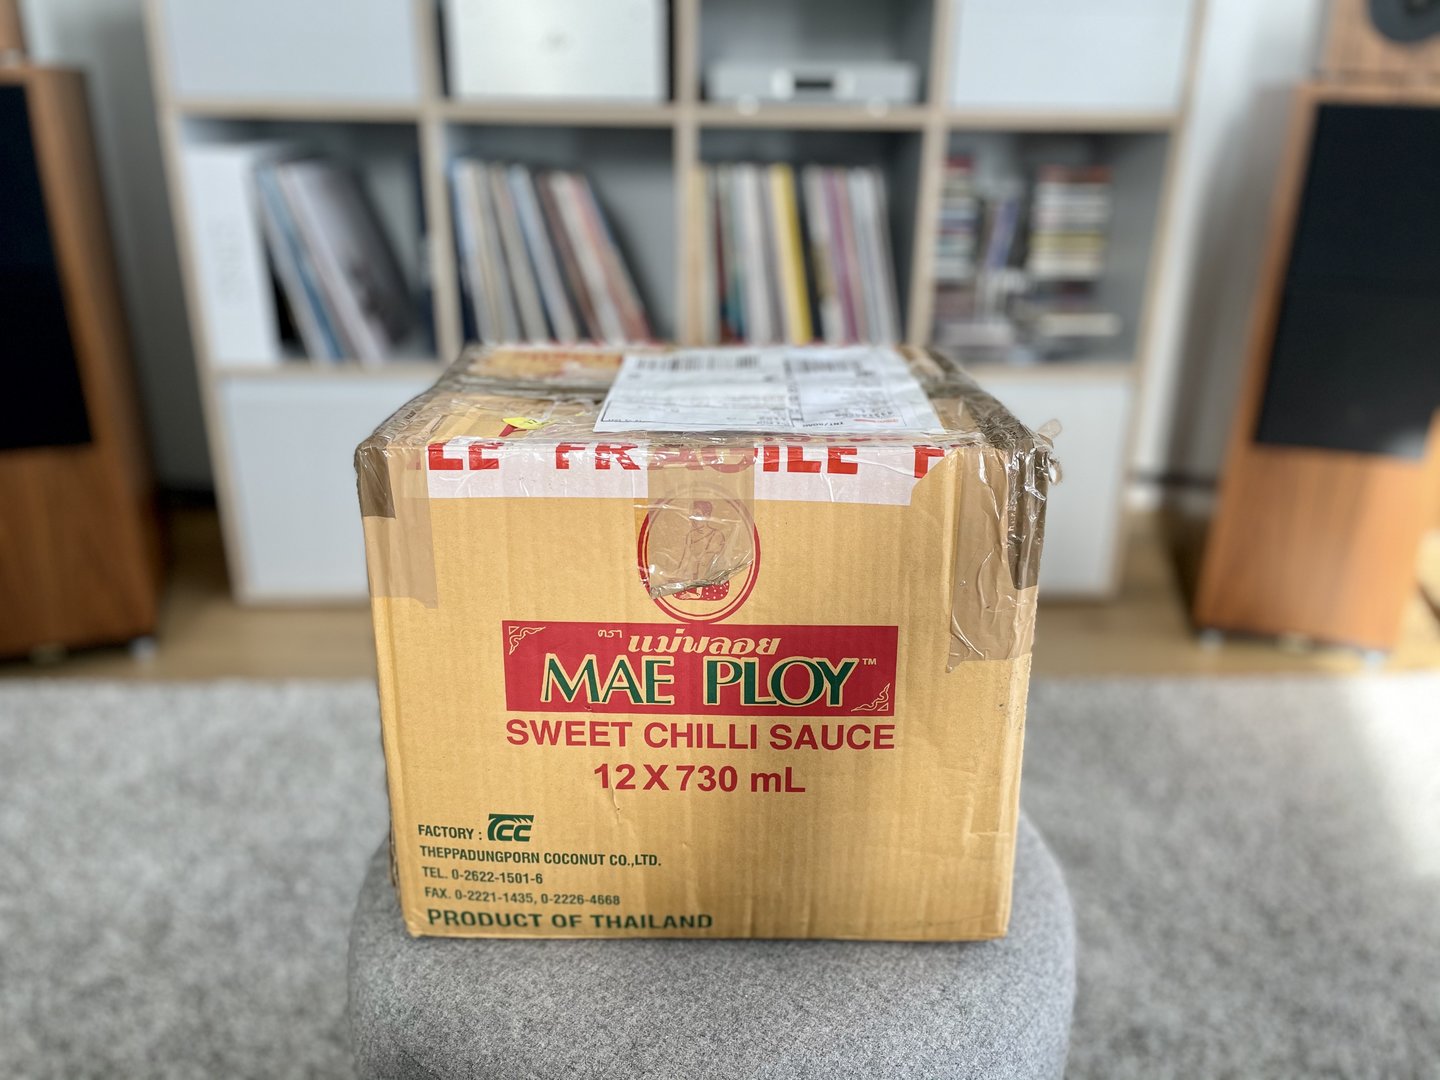 LE FRAGILE F
ตรา แม่พลอย
MAE PLOY™
SWEET CHILLI SAUCE
12 X 730 mL
FACTORY : TCC
THEPPADUNGPORN COCONUT CO.,LTD.
TEL. 0-2622-1501-6
FAX. 0-2221-1435, 0-2226-4668
PRODUCT OF THAILAND